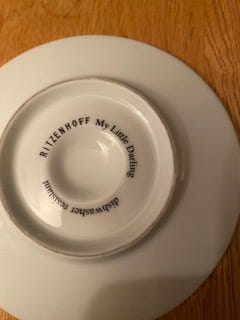 RITZENHOFF My Little Darling
dishwasher resistant